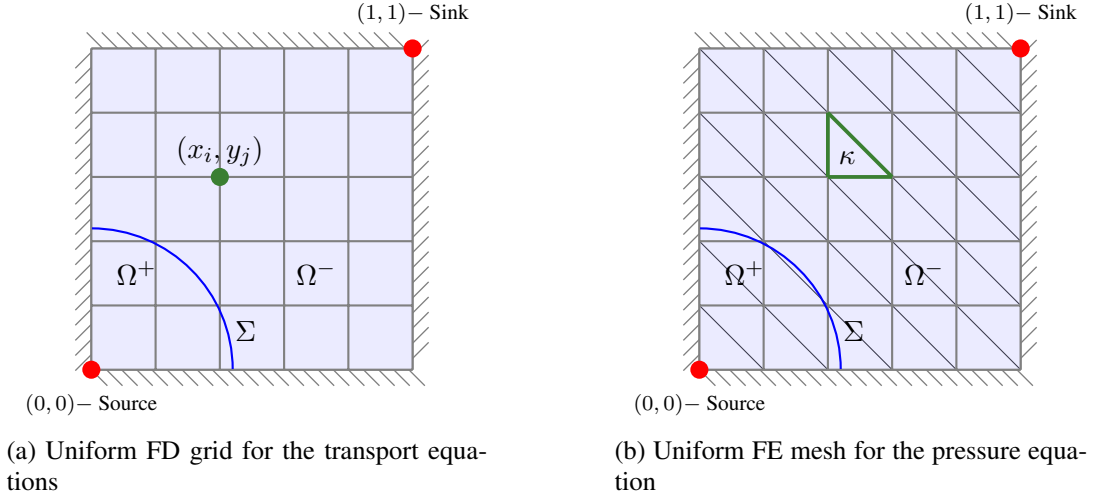 (1, 1)− Sink
(x_i, y_j)
Ω⁺
Ω⁻
Σ
(0, 0)− Source
(a) Uniform FD grid for the transport equa-
tions
(1, 1)− Sink
κ
Ω⁺
Ω⁻
Σ
(0, 0)− Source
(b) Uniform FE mesh for the pressure equa-
tion